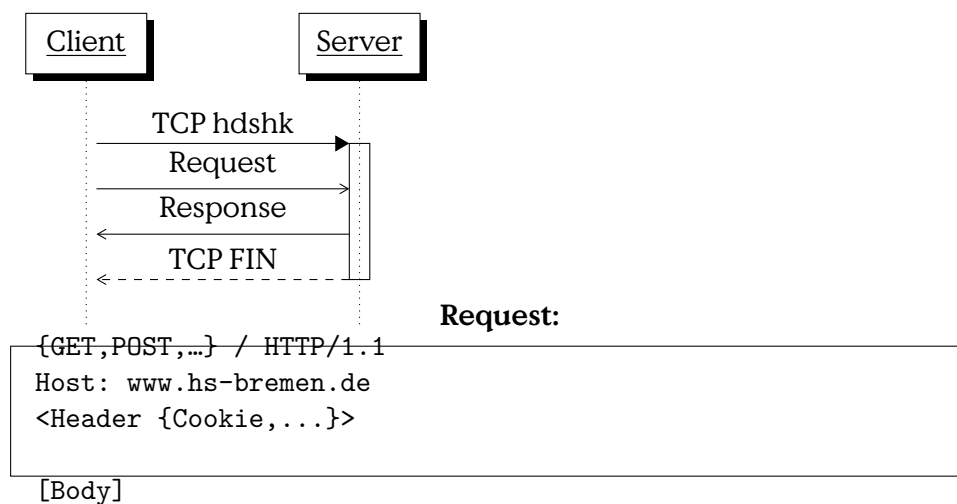 Client Server
TCP hdshk
Request
Response
TCP FIN
Request:
{GET,POST,…} / HTTP/1.1
Host: www.hs-bremen.de
<Header {Cookie,...}>
[Body]